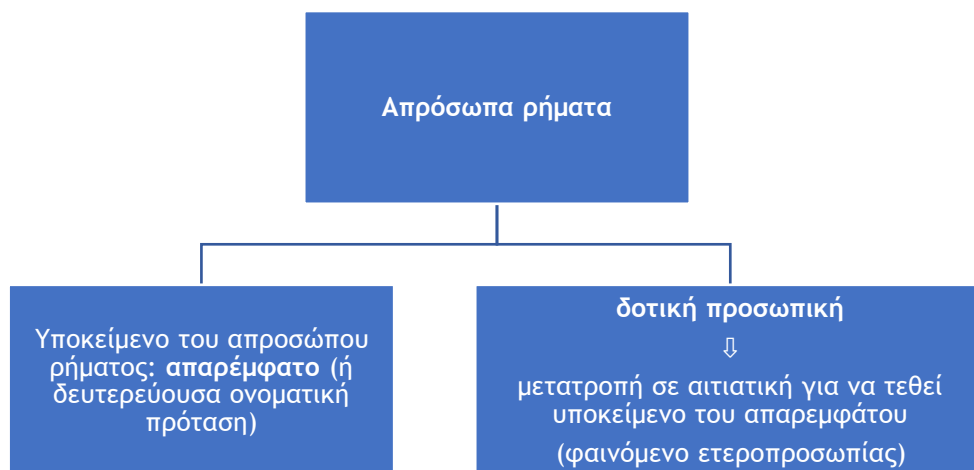 Απρόσωπα ρήματα
Υποκείμενο του απροσώπου
ρήματος: απαρέμφατο (ή
δευτερεύουσα ονοματική
πρόταση)
δοτική προσωπική
⇩
μετατροπή σε αιτιατική για να τεθεί
υποκείμενο του απαρεμφάτου
(φαινόμενο ετεροπροσωπίας)